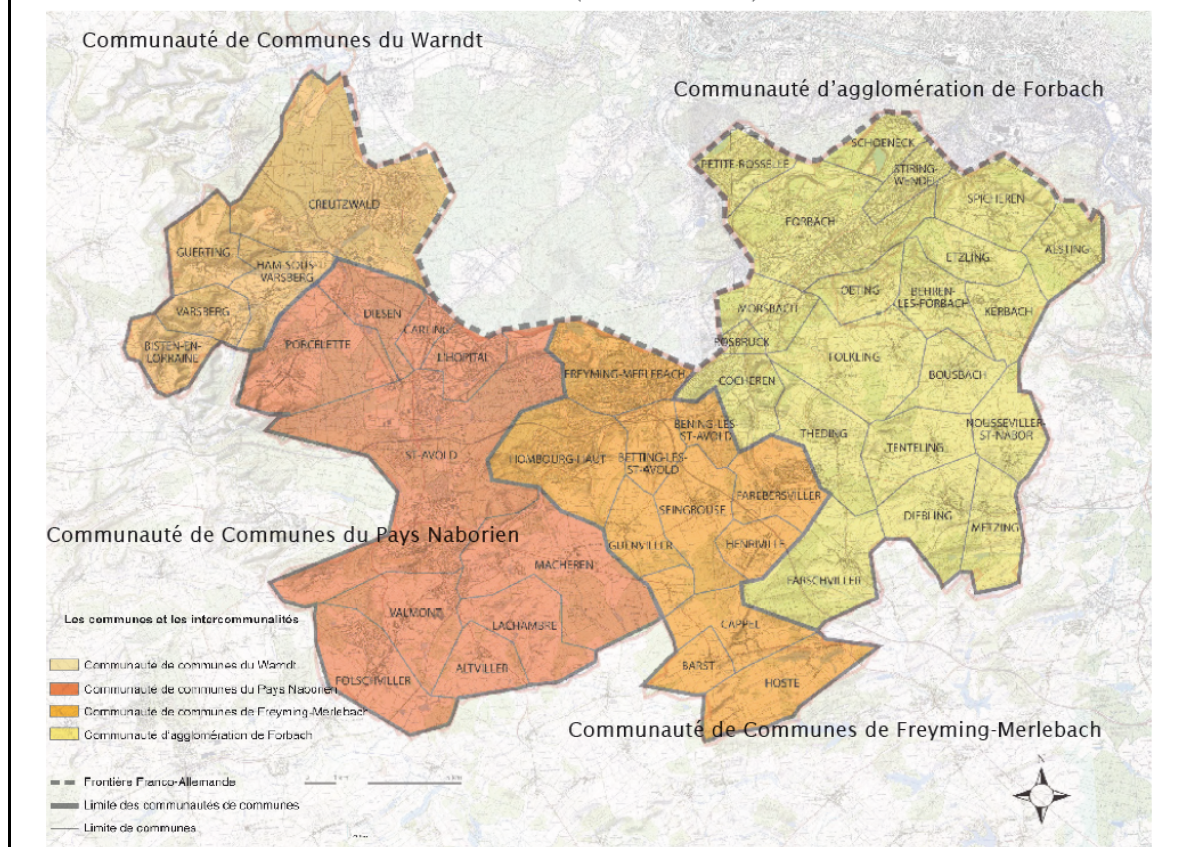 Communauté de Communes du Warndt
Communauté d'agglomération de Forbach
PETITE-ROSSELLE
SCHOENECK
STIRING-
WENDEL
SPICHEREN
FORBACH
ALSTING
ETZLING
CREUTZWALD
GUERTING
HAM-SOUS-
VARSBERG
VARSBERG
BISTEN-EN-
LORRAINE
OETING
BEHREN-
LES-FORBACH
KERBACH
MORSBACH
ROSBRUCK
FOLKLING
BOUSBACH
COCHEREN
DIESEN
CARLING
PORCELETTE
L'HOPITAL
FREYMING-MERLEBACH
THEDING
TENTELING
NOUSSEVILLER-
ST-NABOR
BENING-LES-
ST-AVOLD
ST-AVOLD
HOMBOURG-HAUT
BETTING-LES-
ST-AVOLD
FAREBERSVILLER
SEINGBOUSE
DIEBLING
METZING
Communauté de Communes du Pays Naborien
GUENVILLER
HENRIVILLE
MACHEREN
FARSCHVILLER
VALMONT
LACHAMBRE
CAPPEL
ALTVILLER
FOLSCHVILLER
BARST
HOSTE
Communauté de Communes de Freyming-Merlebach
Les communes et les intercommunalités
Communauté de communes du Warndt
Communauté de communes du Pays Naborien
Communauté de communes de Freyming-Merlebach
Communauté d'agglomération de Forbach
Frontière Franco-Allemande
Limite des communautés de communes
Limite de communes
N